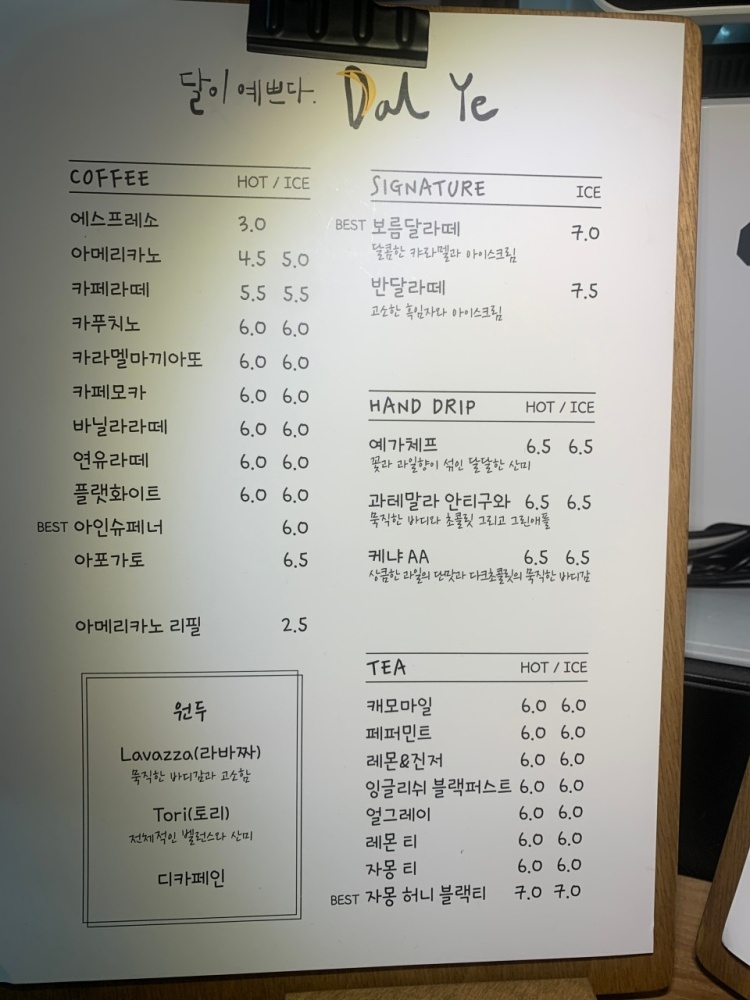 달이 예쁘다. Dal Ye
COFFEE HOT / ICE
에스프레소 3.0
아메리카노 4.5 5.0
카페라떼 5.5 5.5
카푸치노 6.0 6.0
카라멜마끼아또 6.0 6.0
카페모카 6.0 6.0
바닐라라떼 6.0 6.0
연유라떼 6.0 6.0
플랫화이트 6.0 6.0
BEST 아인슈페너 6.0
아포가토 6.5
아메리카노 리필 2.5
원두
Lavazza(라바짜)
묵직한 바디감과 고소함
Tori(토리)
전체적인 밸런스와 산미
디카페인
SIGNATURE ICE
BEST 보름달라떼 7.0
달콤한 캬라멜과 아이스크림
반달라떼 7.5
고소한 흑임자와 아이스크림
HAND DRIP HOT / ICE
예가체프 6.5 6.5
꽃과 과일향이 섞인 달달한 산미
과테말라 안티구와 6.5 6.5
묵직한 바디와 초콜릿 그리고 그린애플
케냐 AA 6.5 6.5
상큼한 과일의 단맛과 다크초콜릿의 묵직한 바디감
TEA HOT / ICE
캐모마일 6.0 6.0
페퍼민트 6.0 6.0
레몬&진저 6.0 6.0
잉글리쉬 블랙퍼스트 6.0 6.0
얼그레이 6.0 6.0
레몬 티 6.0 6.0
자몽 티 6.0 6.0
BEST 자몽 허니 블랙티 7.0 7.0